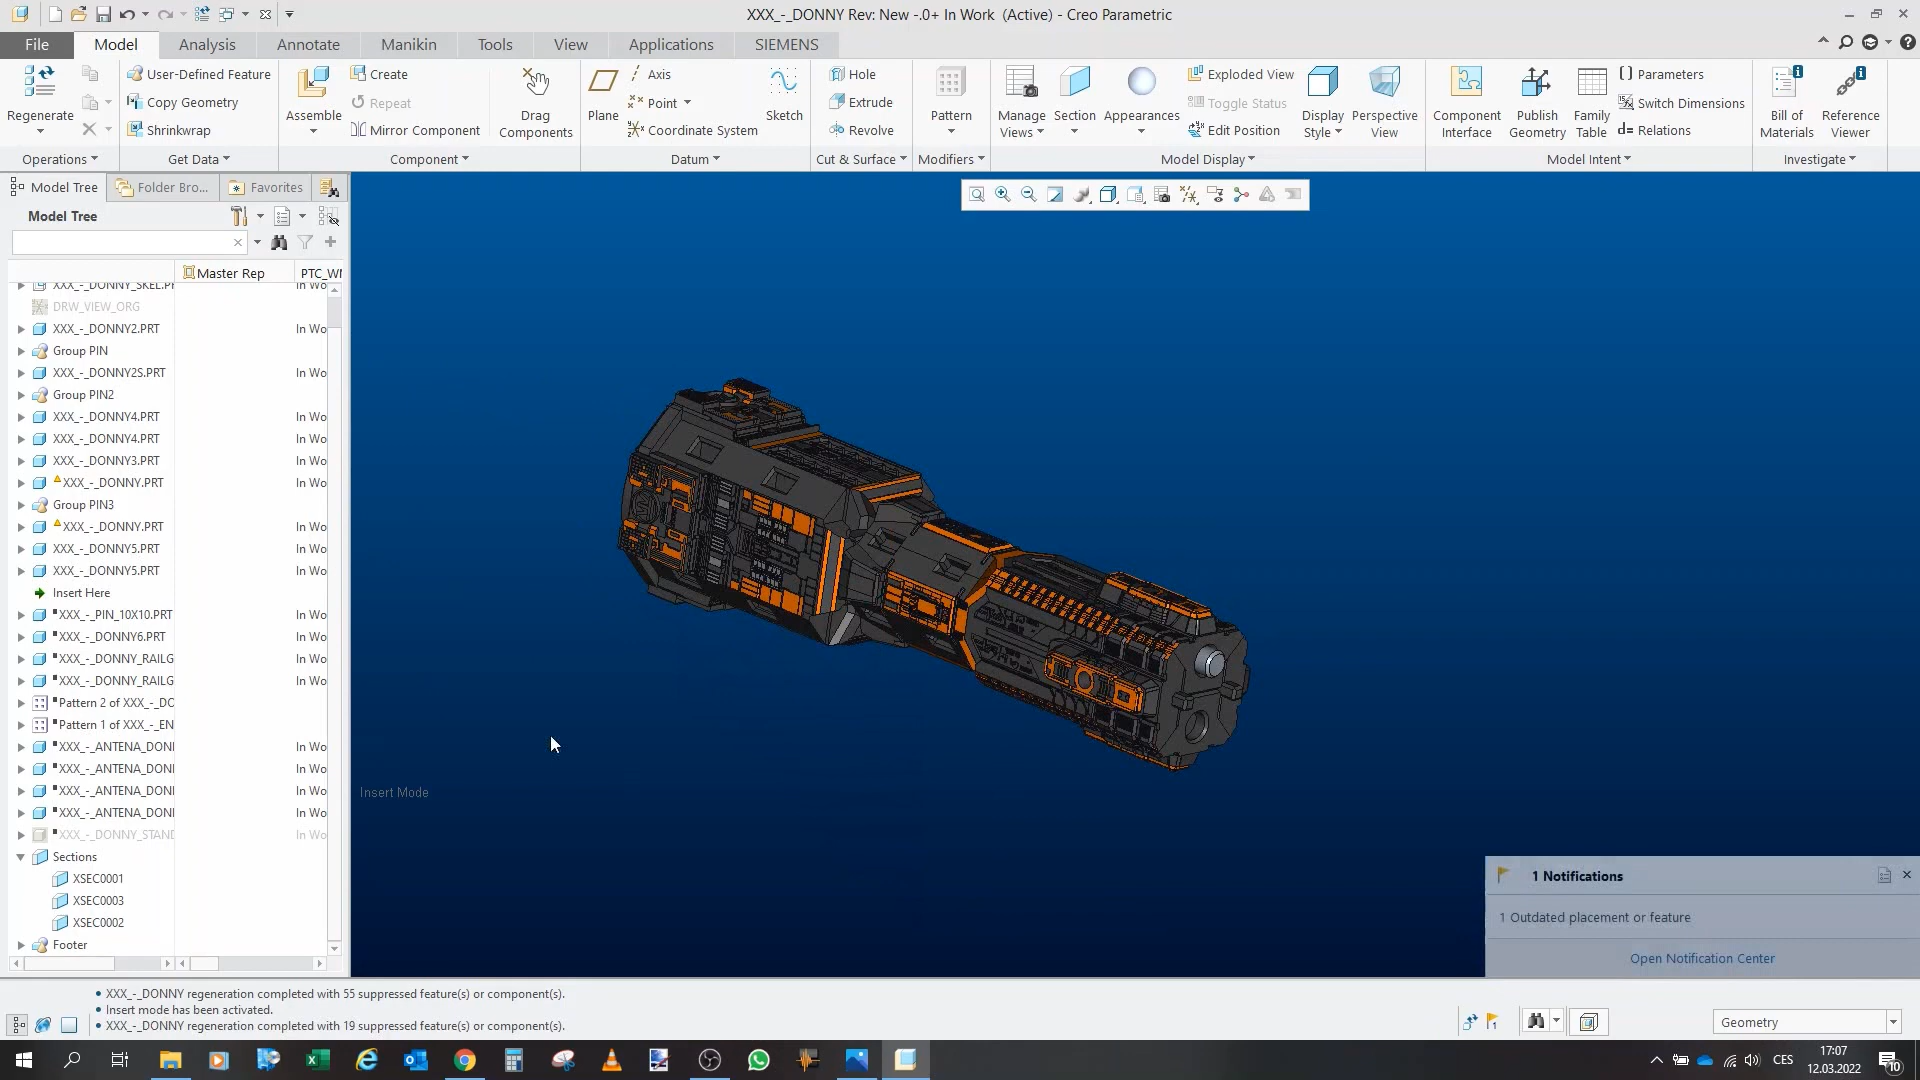 XXX_-_DONNY Rev: New -.0+ In Work (Active) - Creo Parametric
File Model Analysis Annotate Manikin Tools View Applications SIEMENS
Regenerate
Operations
User-Defined Feature
Copy Geometry
Shrinkwrap
Get Data
Assemble
Create
Repeat
Mirror Component
Drag Components
Component
Plane
Axis
Point
Coordinate System
Sketch
Datum
Hole
Extrude
Revolve
Cut & Surface
Pattern
Modifiers
Manage Views
Section
Appearances
Exploded View
Toggle Status
Edit Position
Display Style
Perspective View
Model Display
Component Interface
Publish Geometry
Family Table
Parameters
Switch Dimensions
Relations
Model Intent
Bill of Materials
Reference Viewer
Investigate
Model Tree Folder Bro... Favorites
Model Tree
Master Rep PTC_WM
XXX_-_DONNY_SKEL.PR In Wo
DRW_VIEW_ORG
XXX_-_DONNY2.PRT In Wo
Group PIN
XXX_-_DONNY2S.PRT In Wo
Group PIN2
XXX_-_DONNY4.PRT In Wo
XXX_-_DONNY4.PRT In Wo
XXX_-_DONNY3.PRT In Wo
XXX_-_DONNY.PRT In Wo
Group PIN3
XXX_-_DONNY.PRT In Wo
XXX_-_DONNY5.PRT In Wo
XXX_-_DONNY5.PRT In Wo
Insert Here
XXX_-_PIN_10X10.PRT In Wo
XXX_-_DONNY6.PRT In Wo
XXX_-_DONNY_RAILG In Wo
XXX_-_DONNY_RAILG In Wo
Pattern 2 of XXX_-_DO
Pattern 1 of XXX_-_EN
XXX_-_ANTENA_DONI In Wo
XXX_-_ANTENA_DONI In Wo
XXX_-_ANTENA_DONI In Wo
XXX_-_ANTENA_DONI In Wo
XXX_-_DONNY_STAND In Wo
Sections
XSEC0001
XSEC0003
XSEC0002
Footer
Insert Mode
1 Notifications
1 Outdated placement or feature
Open Notification Center
• XXX_-_DONNY regeneration completed with 55 suppressed feature(s) or component(s).
• Insert mode has been activated.
• XXX_-_DONNY regeneration completed with 19 suppressed feature(s) or component(s).
1
Geometry
CES
17:07
12.03.2022
10